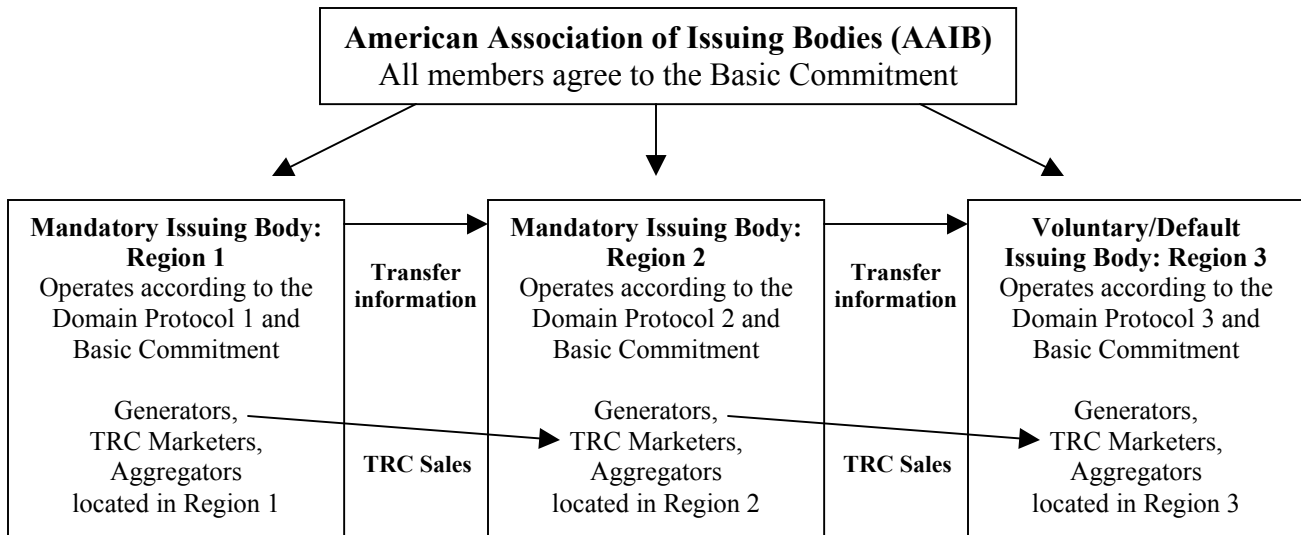 American Association of Issuing Bodies (AAIB)
All members agree to the Basic Commitment
Mandatory Issuing Body:
Region 1
Operates according to the
Domain Protocol 1 and
Basic Commitment
Generators,
TRC Marketers,
Aggregators
located in Region 1
Transfer
information
TRC Sales
Mandatory Issuing Body:
Region 2
Operates according to the
Domain Protocol 2 and
Basic Commitment
Generators,
TRC Marketers,
Aggregators
located in Region 2
Transfer
information
TRC Sales
Voluntary/Default
Issuing Body: Region 3
Operates according to the
Domain Protocol 3 and
Basic Commitment
Generators,
TRC Marketers,
Aggregators
located in Region 3